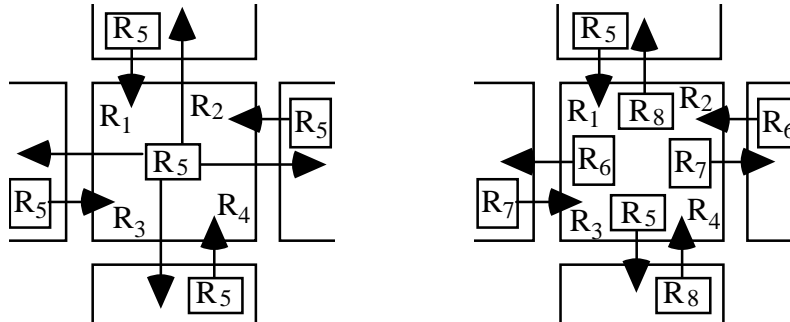 R5 R5
R1 R2 R1 R8 R2
R5 R6
R5 R6 R7
R5 R7
R3 R4 R3 R5 R4
R5 R8